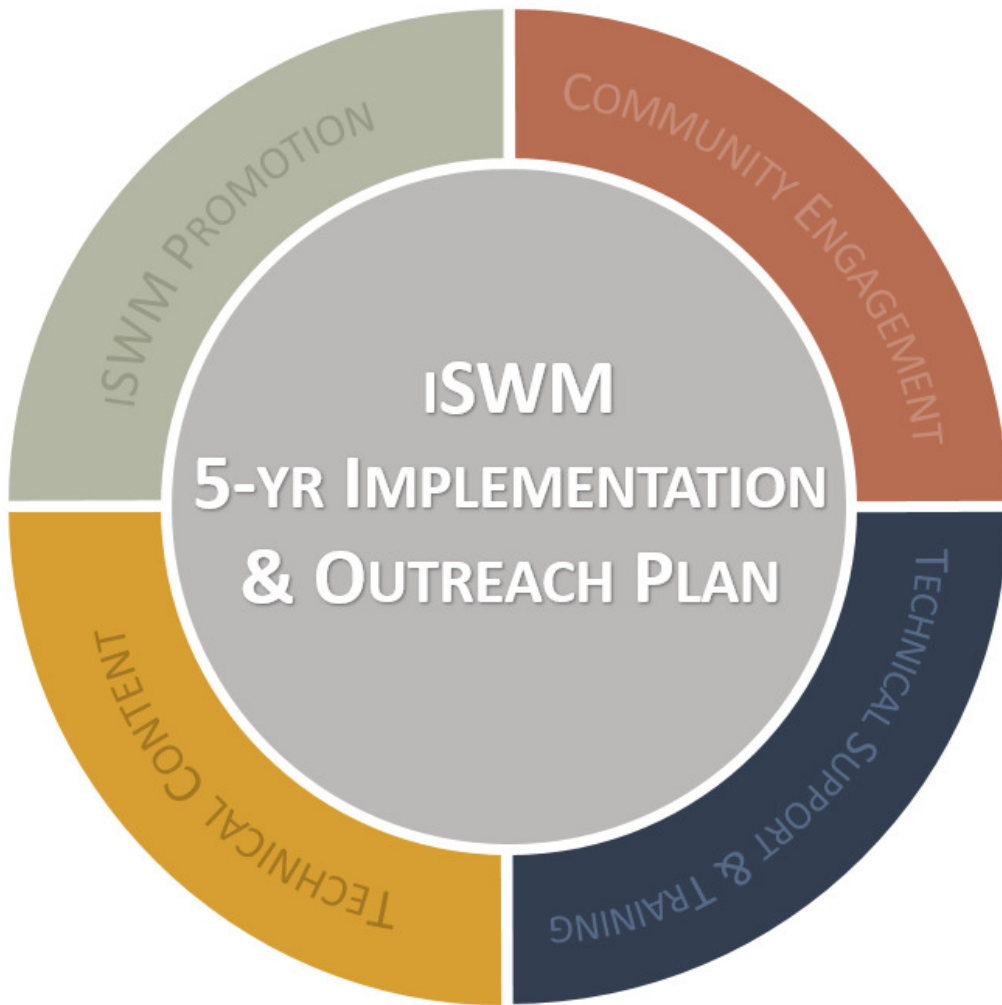 iSWM PROMOTION
COMMUNITY ENGAGEMENT
iSWM
5-YR IMPLEMENTATION
& OUTREACH PLAN
TECHNICAL CONTENT
TECHNICAL SUPPORT & TRAINING